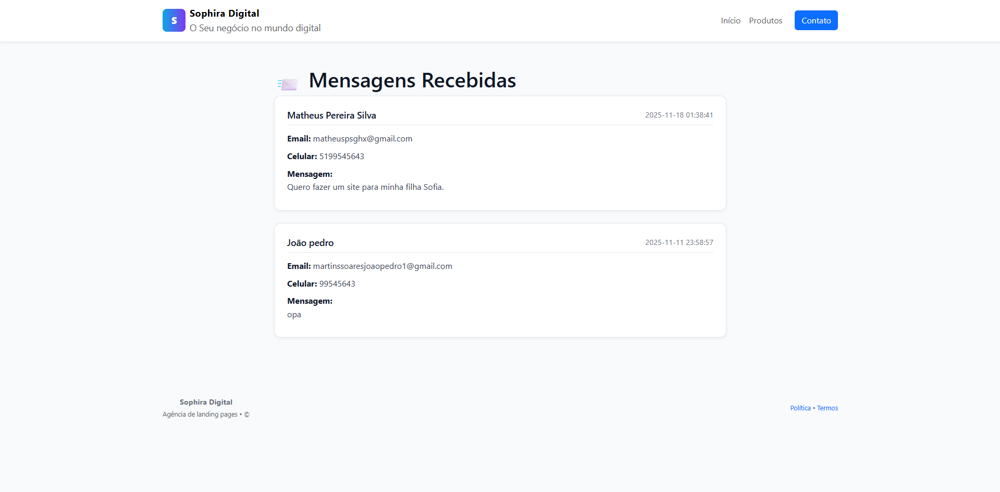 S
Sophira Digital
O Seu negócio no mundo digital
Início
Produtos
Contato
Mensagens Recebidas
Matheus Pereira Silva
2025-11-18 01:38:41
Email: matheuspsghx@gmail.com
Celular: 5199545643
Mensagem:
Quero fazer um site para minha filha Sofia.
João pedro
2025-11-11 23:58:57
Email: martinssoaresjoaopedro1@gmail.com
Celular: 99545643
Mensagem:
opa
Sophira Digital
Agência de landing pages • ©
Política • Termos